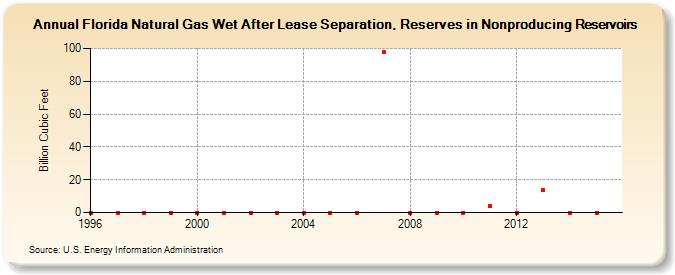 Annual Florida Natural Gas Wet After Lease Separation, Reserves in Nonproducing Reservoirs
Billion Cubic Feet
100
80
60
40
20
0
1996 2000 2004 2008 2012
Source: U.S. Energy Information Administration